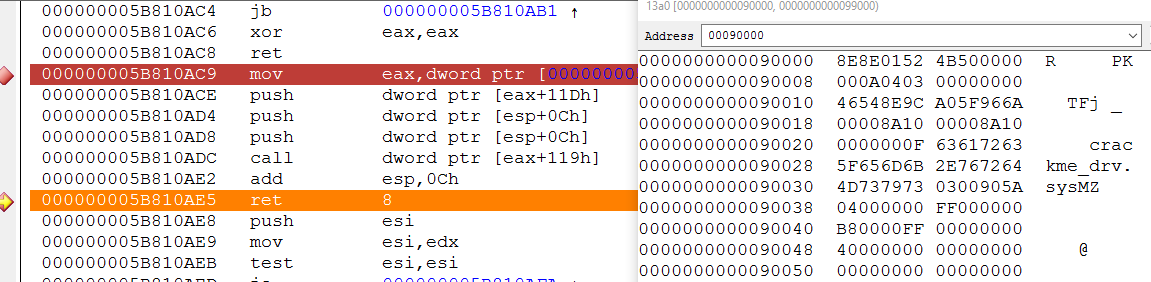 000000005B810AC4 jb 000000005B810AB1 ↑
000000005B810AC6 xor eax,eax
000000005B810AC8 ret
000000005B810AC9 mov eax,dword ptr [00000000
000000005B810ACE push dword ptr [eax+11Dh]
000000005B810AD4 push dword ptr [esp+0Ch]
000000005B810AD8 push dword ptr [esp+0Ch]
000000005B810ADC call dword ptr [eax+119h]
000000005B810AE2 add esp,0Ch
000000005B810AE5 ret 8
000000005B810AE8 push esi
000000005B810AE9 mov esi,edx
000000005B810AEB test esi,esi
13a0 [0000000000090000, 0000000000099000)
Address 00090000
0000000000090000 8E8E0152 4B500000 R PK
0000000000090008 000A0403 00000000
0000000000090010 46548E9C A05F966A TFj _
0000000000090018 00008A10 00008A10
0000000000090020 0000000F 63617263 crac
0000000000090028 5F656D6B 2E767264 kme_drv.
0000000000090030 4D737973 0300905A sysMZ
0000000000090038 04000000 FF000000
0000000000090040 B80000FF 00000000
0000000000090048 40000000 00000000 @
0000000000090050 00000000 00000000